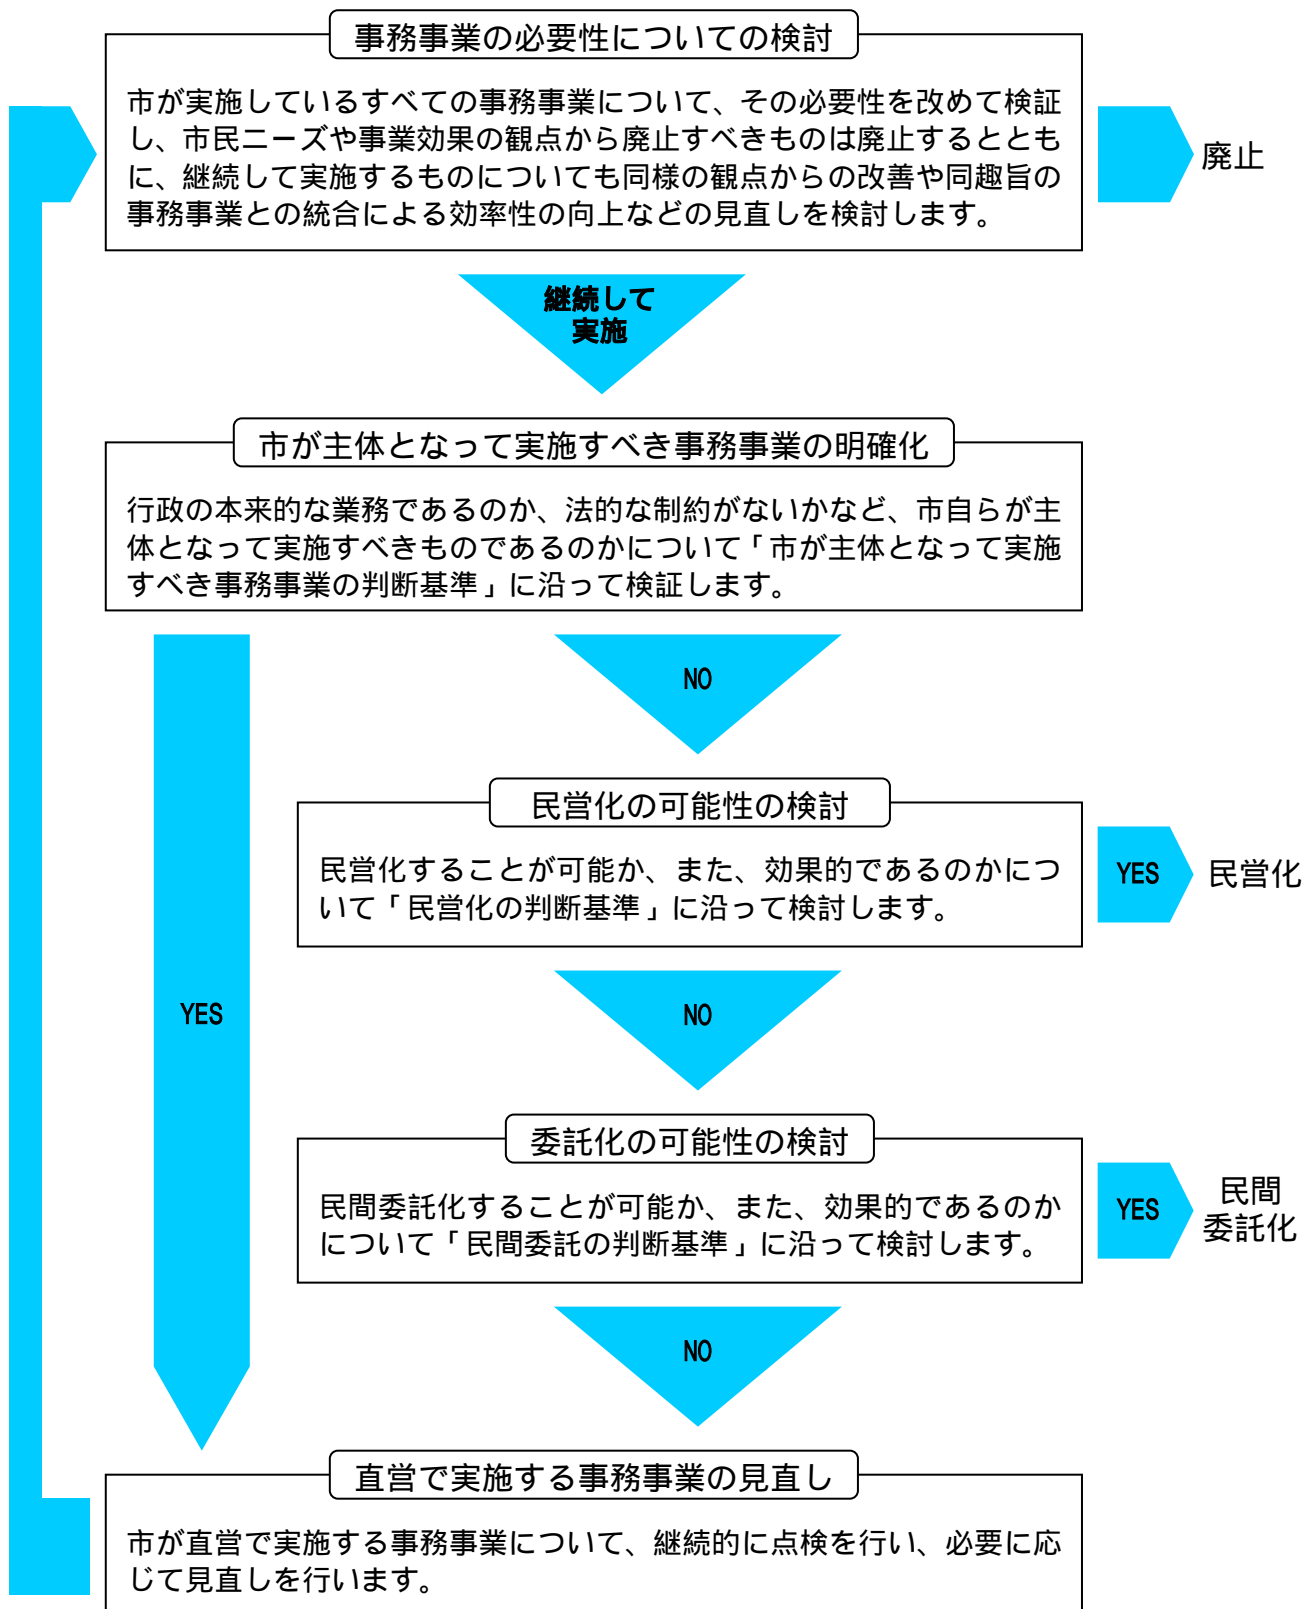 事務事業の必要性についての検討
市が実施しているすべての事務事業について、その必要性を改めて検証
し、市民ニーズや事業効果の観点から廃止すべきものは廃止するととも
に、継続して実施するものについても同様の観点からの改善や同趣旨の
事務事業との統合による効率性の向上などの見直しを検討します。
廃止
継続して
実施
市が主体となって実施すべき事務事業の明確化
行政の本来的な業務であるのか、法的な制約がないかなど、市自らが主
体となって実施すべきものであるのかについて「市が主体となって実施
すべき事務事業の判断基準」に沿って検証します。
NO
民営化の可能性の検討
民営化することが可能か、また、効果的であるのかにつ
いて「民営化の判断基準」に沿って検討します。
YES
民営化
YES
NO
委託化の可能性の検討
民間委託化することが可能か、また、効果的であるのか
について「民間委託の判断基準」に沿って検討します。
YES
民間
委託化
NO
直営で実施する事務事業の見直し
市が直営で実施する事務事業について、継続的に点検を行い、必要に応
じて見直しを行います。